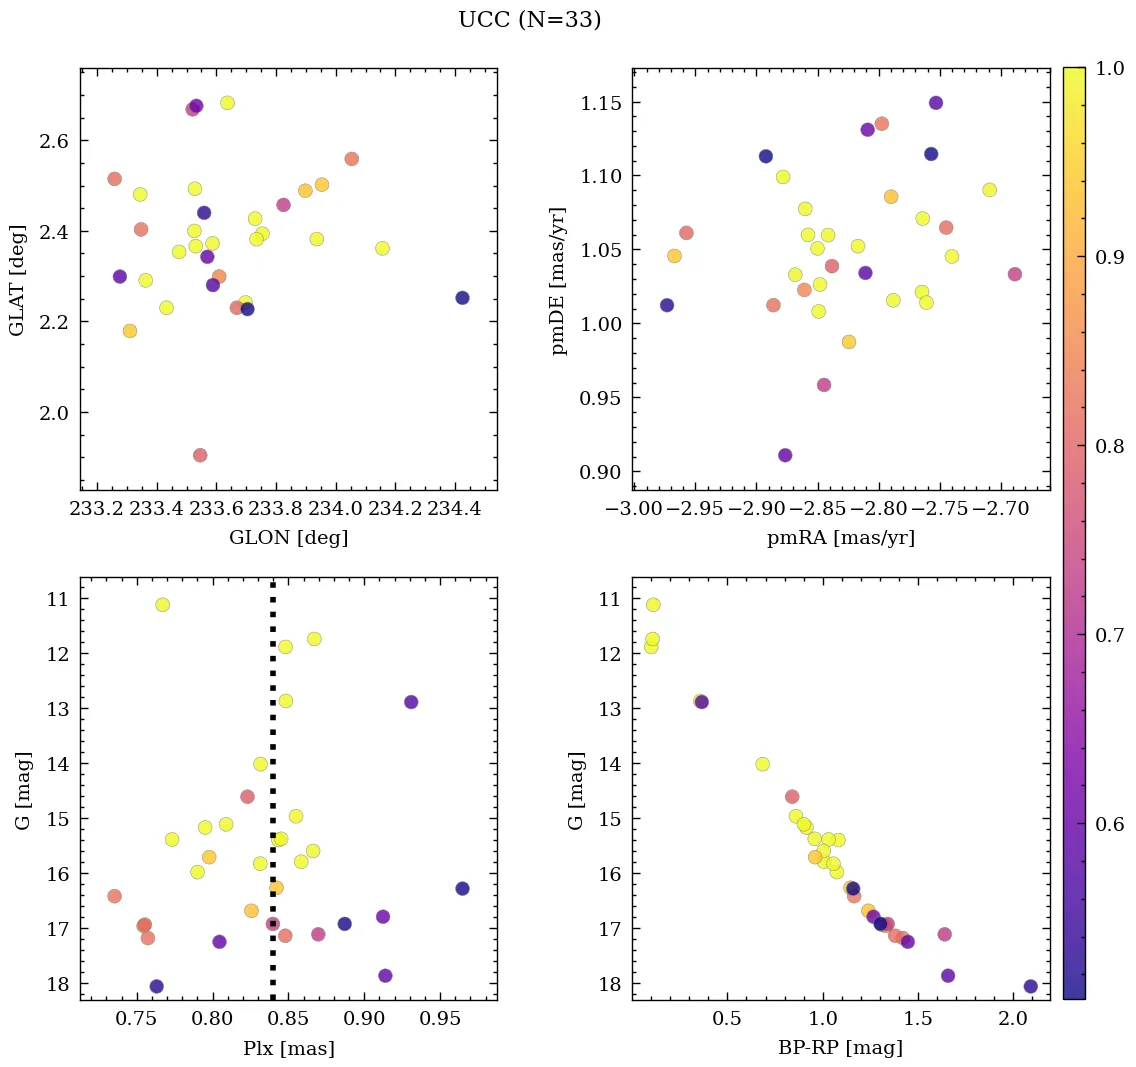 UCC (N=33)
2.6
2.4
2.2
2.0
GLAT [deg]
233.2 233.4 233.6 233.8 234.0 234.2 234.4
GLON [deg]
1.15
1.10
1.05
1.00
0.95
0.90
pmDE [mas/yr]
−3.00 −2.95 −2.90 −2.85 −2.80 −2.75 −2.70
pmRA [mas/yr]
1.0
0.9
0.8
0.7
0.6
11
12
13
14
15
16
17
18
G [mag]
0.75 0.80 0.85 0.90 0.95
Plx [mas]
11
12
13
14
15
16
17
18
G [mag]
0.5 1.0 1.5 2.0
BP-RP [mag]